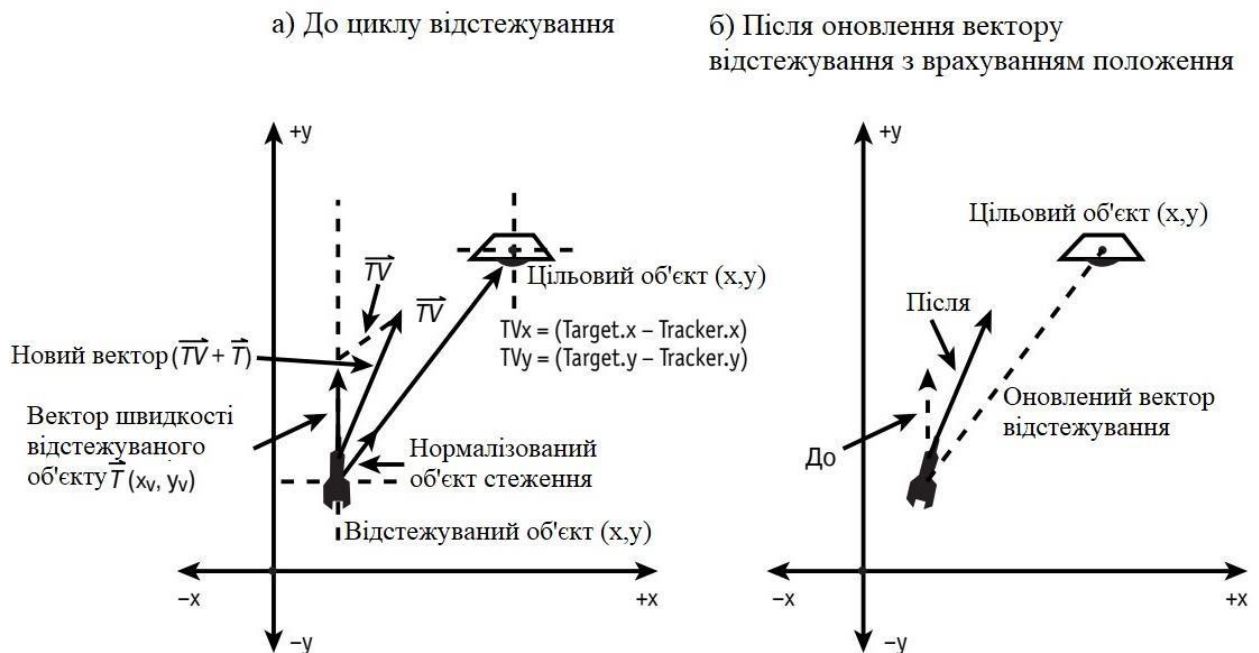 а) До циклу відстежування
б) Після оновлення вектору
відстежування з врахуванням положення
+y
TV
TV
Цільовий об'єкт (x,y)
TVx = (Target.x – Tracker.x)
TVy = (Target.y – Tracker.y)
Новий вектор (TV + T)
Вектор швидкості
відстежуваного
об'єкту T (xv, yv)
Нормалізований
об'єкт стеження
Відстежуваний об'єкт (x,y)
–x
+x
–y
+y
Цільовий об'єкт (x,y)
Після
Оновлений вектор
відстежування
До
–x
+x
–y